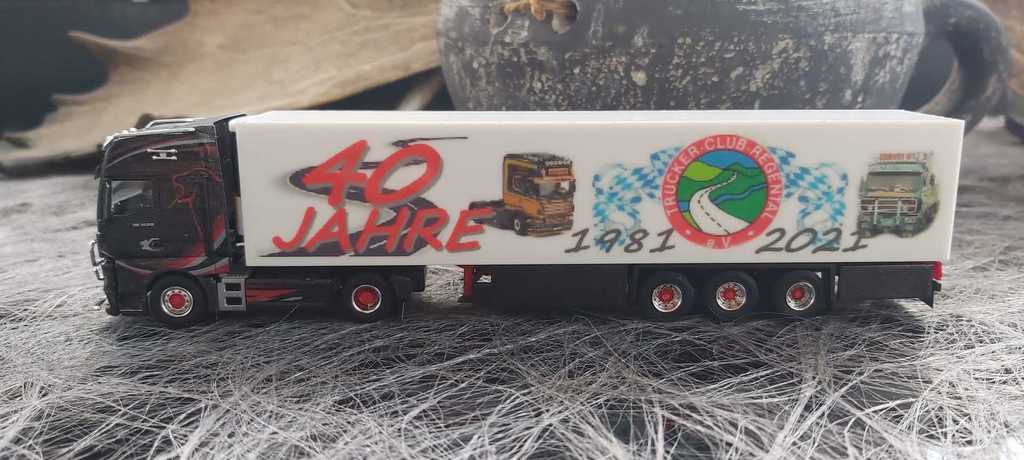 40
JAHRE
TRUCKER CLUB REGENTAL
e.V.
1981 2021